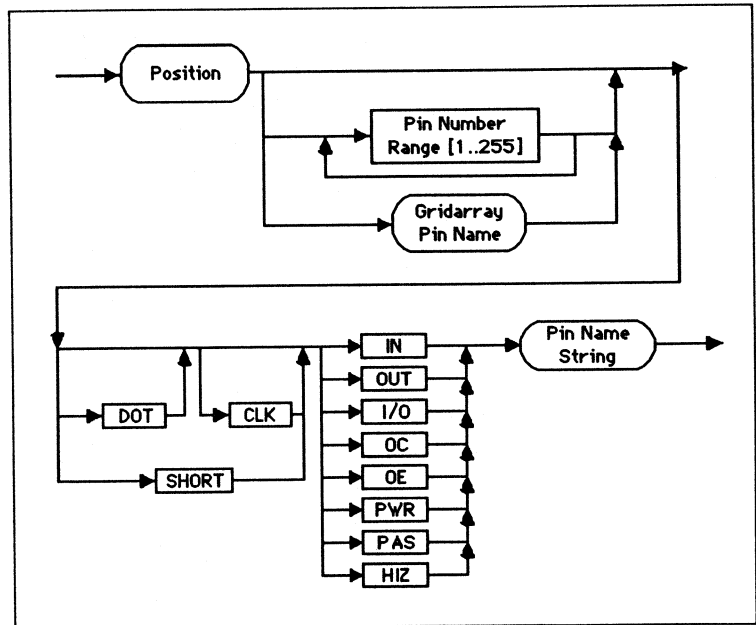 Position
Pin Number
Range [1..255]
Gridarray
Pin Name
IN
OUT
I/O
OC
OE
PWR
PAS
HIZ
DOT
CLK
SHORT
Pin Name
String